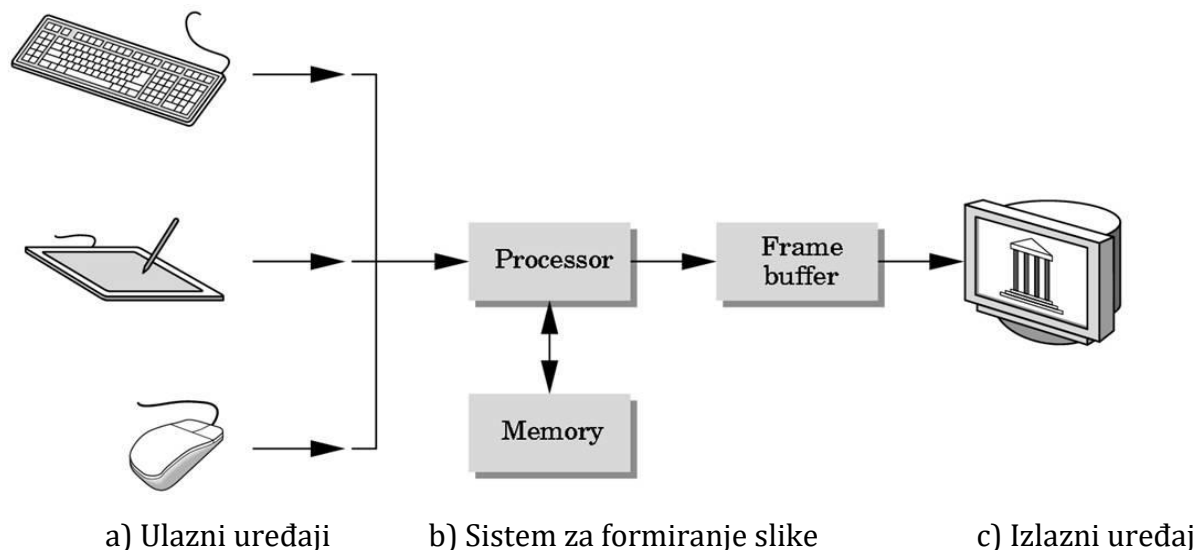 Processor
Frame
buffer
Memory
a) Ulazni uređaji
b) Sistem za formiranje slike
c) Izlazni uređaj